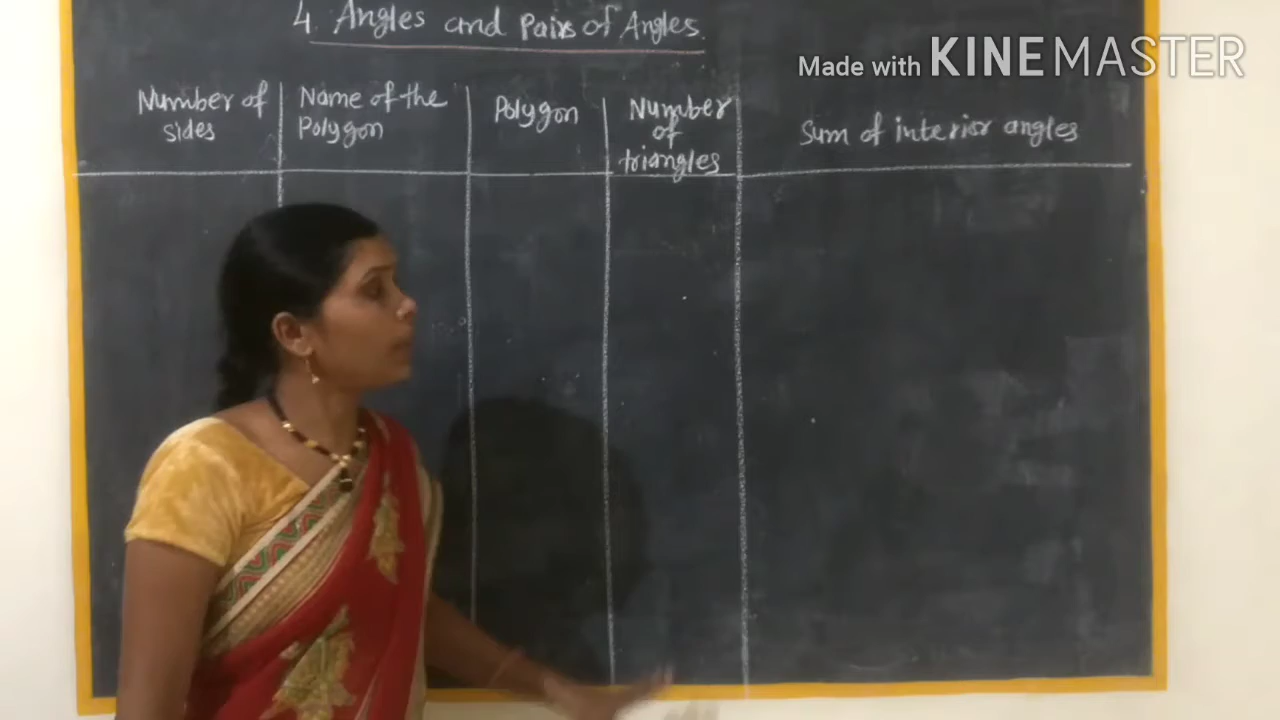 4. Angles and Pairs of Angles.
Made with KINEMASTER
Number of
sides
Name of the
Polygon
Polygon
Number
of
triangles
Sum of interior angles